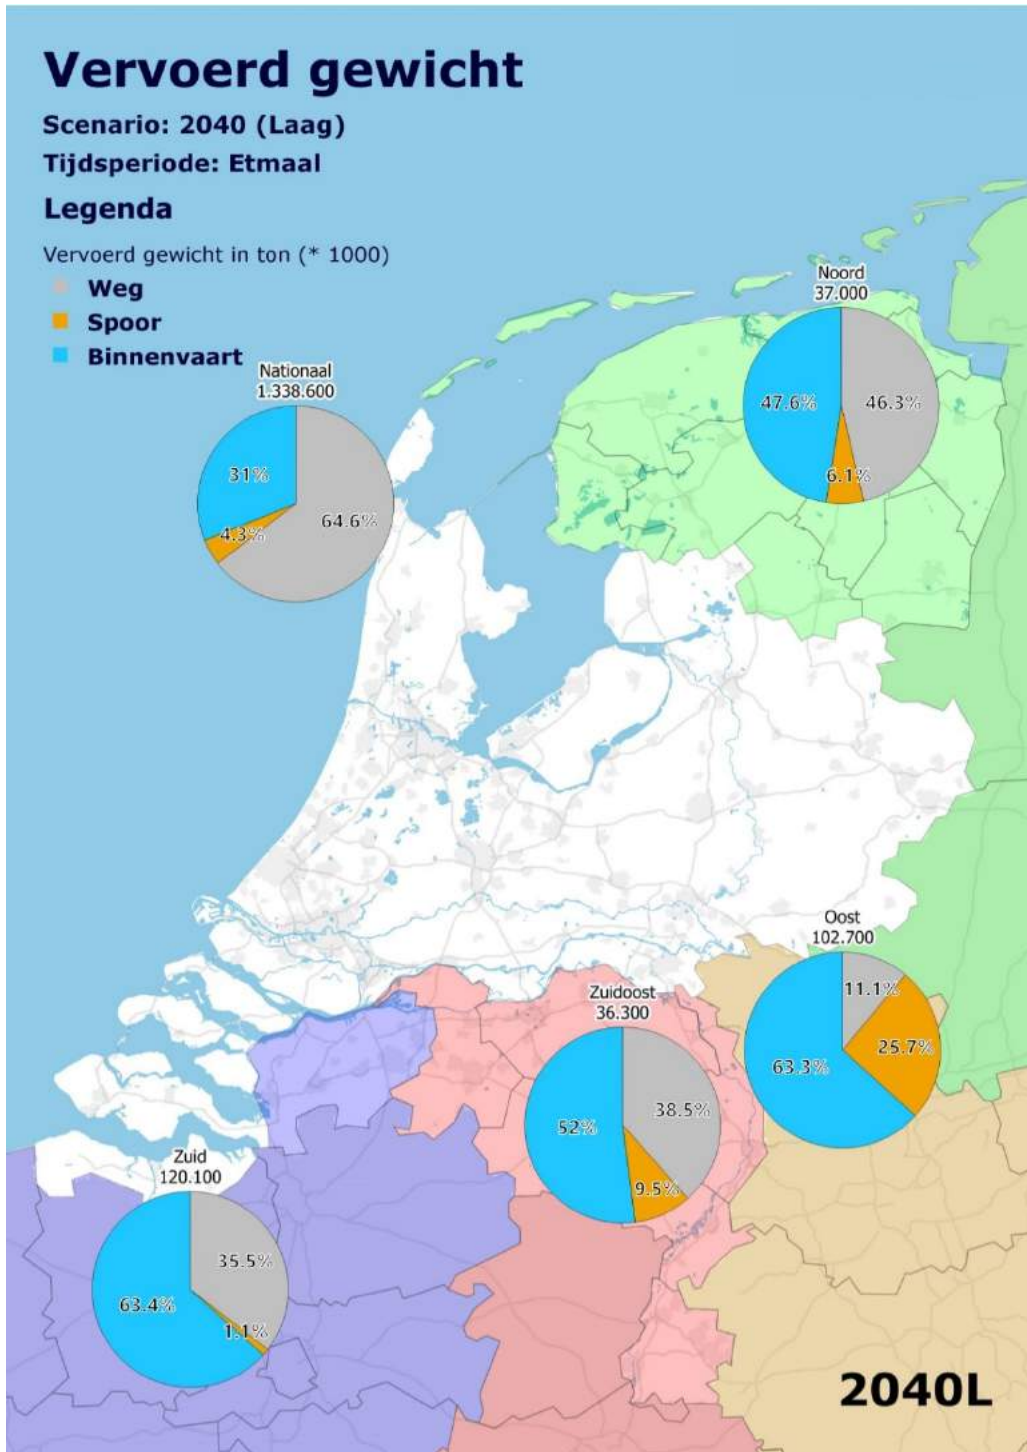 Vervoerd gewicht
Scenario: 2040 (Laag)
Tijdsperiode: Etmaal
Legenda
Vervoerd gewicht in ton (* 1000)
Weg
Spoor
Binnenvaart
Noord
37.000
47.6%
46.3%
6.1%
Nationaal
1.338.600
31%
64.6%
4.3%
Oost
102.700
11.1%
25.7%
63.3%
Zuidoost
36.300
38.5%
52%
9.5%
Zuid
120.100
35.5%
63.4%
1.1%
2040L